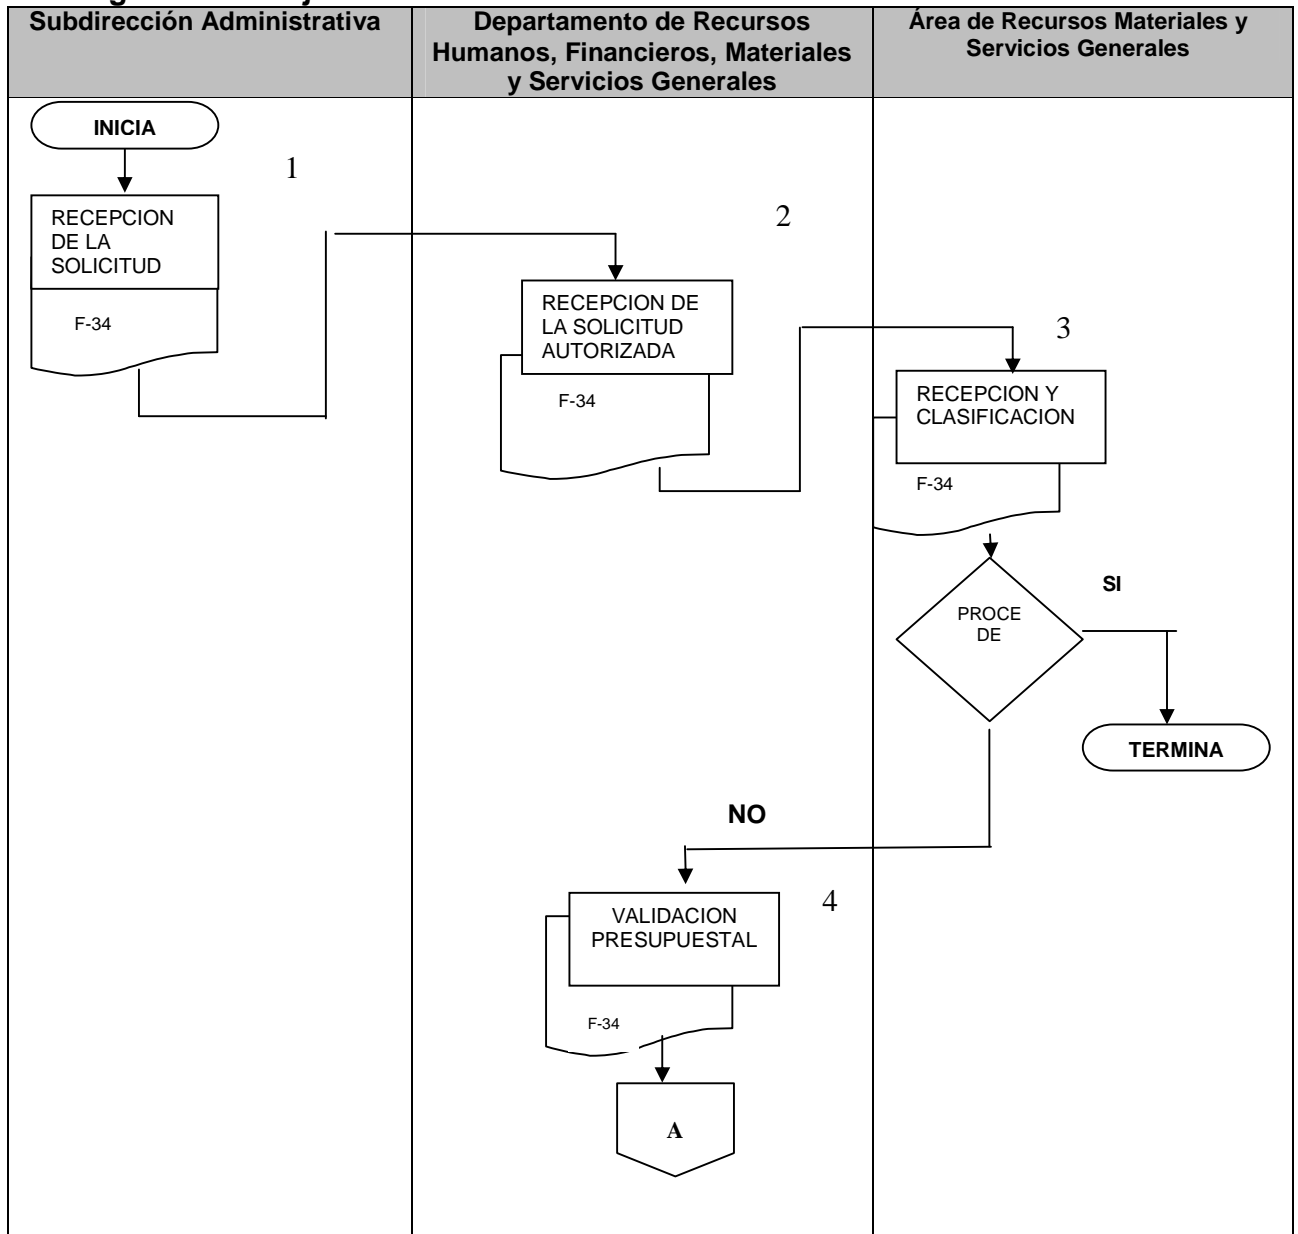 Subdirección Administrativa
Departamento de Recursos
Humanos, Financieros, Materiales
y Servicios Generales
Área de Recursos Materiales y
Servicios Generales
INICIA
1
RECEPCION
DE LA
SOLICITUD
F-34
2
RECEPCION DE
LA SOLICITUD
AUTORIZADA
F-34
3
RECEPCION Y
CLASIFICACION
F-34
PROCE
DE
SI
TERMINA
NO
4
VALIDACION
PRESUPUESTAL
F-34
A